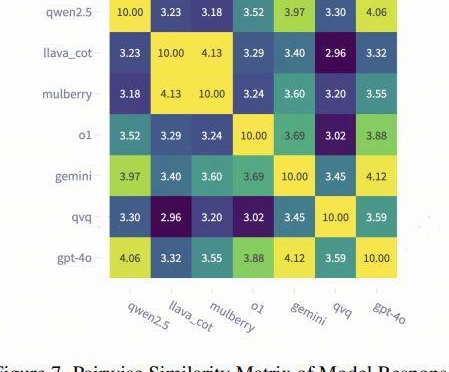 qwen2.5 10.00 3.23 3.18 3.52 3.97 3.30 4.06
llava_cot 3.23 10.00 4.13 3.29 3.40 2.96 3.32
mulberry 3.18 4.13 10.00 3.24 3.60 3.20 3.55
o1 3.52 3.29 3.24 10.00 3.69 3.02 3.88
gemini 3.97 3.40 3.60 3.69 10.00 3.45 4.12
qvq 3.30 2.96 3.20 3.02 3.45 10.00 3.59
gpt-4o 4.06 3.32 3.55 3.88 4.12 3.59 10.00
qwen2.5 llava_cot mulberry o1 gemini qvq gpt-4o
Figure 7. Pairwise Similarity Matrix of Model